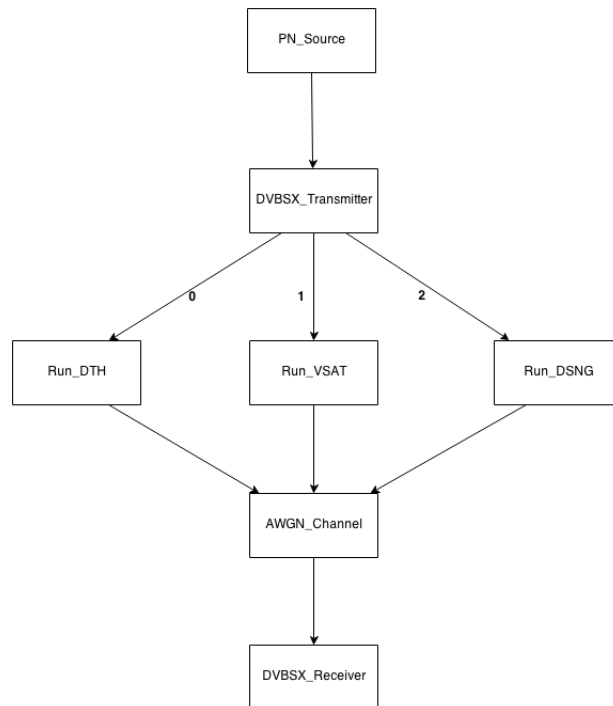 PN_Source
DVBSX_Transmitter
0
1
2
Run_DTH
Run_VSAT
Run_DSNG
AWGN_Channel
DVBSX_Receiver